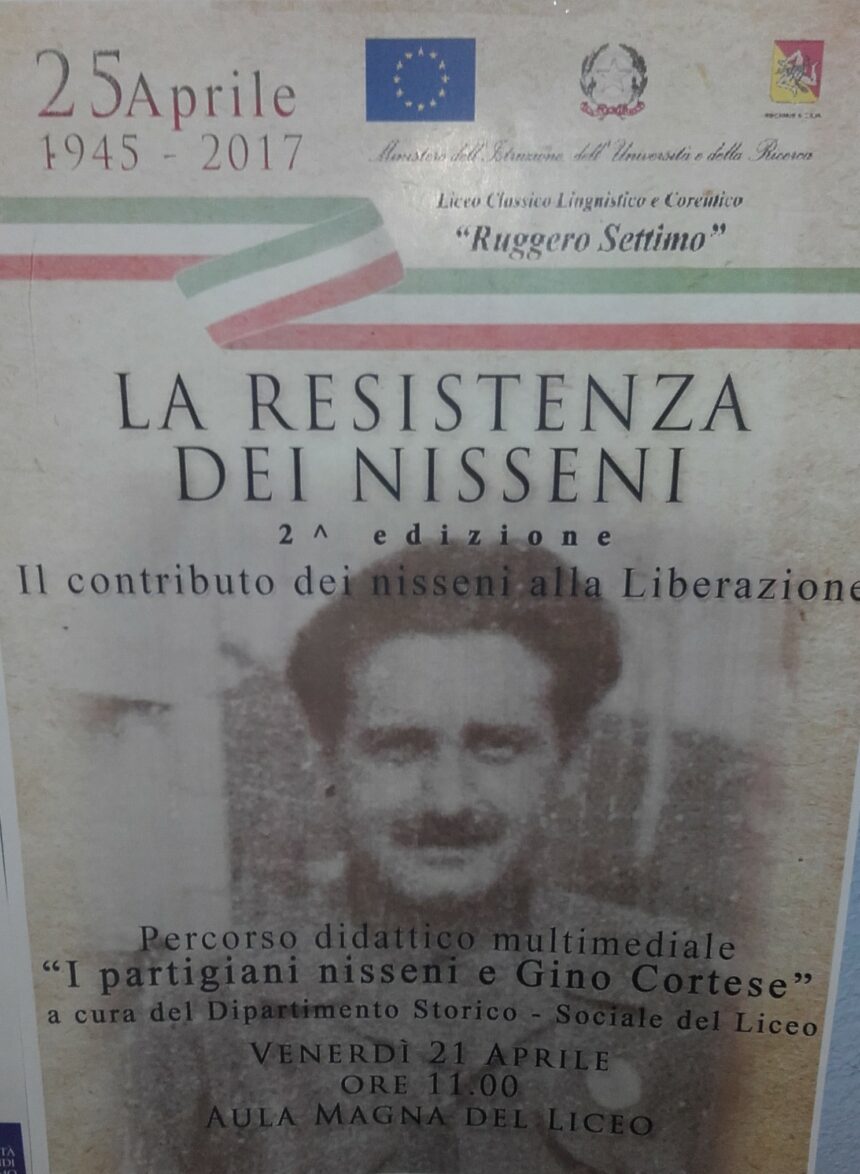 25 Aprile
1945 - 2017
Ministero dell'Istruzione, dell'Università e della Ricerca
Liceo Classico Linguistico e Coreutico
“Ruggero Settimo”
LA RESISTENZA
DEI NISSENI
2^ edizione
Il contributo dei nisseni alla Liberazione
Percorso didattico multimediale
“I partigiani nisseni e Gino Cortese”
a cura del Dipartimento Storico - Sociale del Liceo
VENERDÌ 21 APRILE
ORE 11.00
AULA MAGNA DEL LICEO